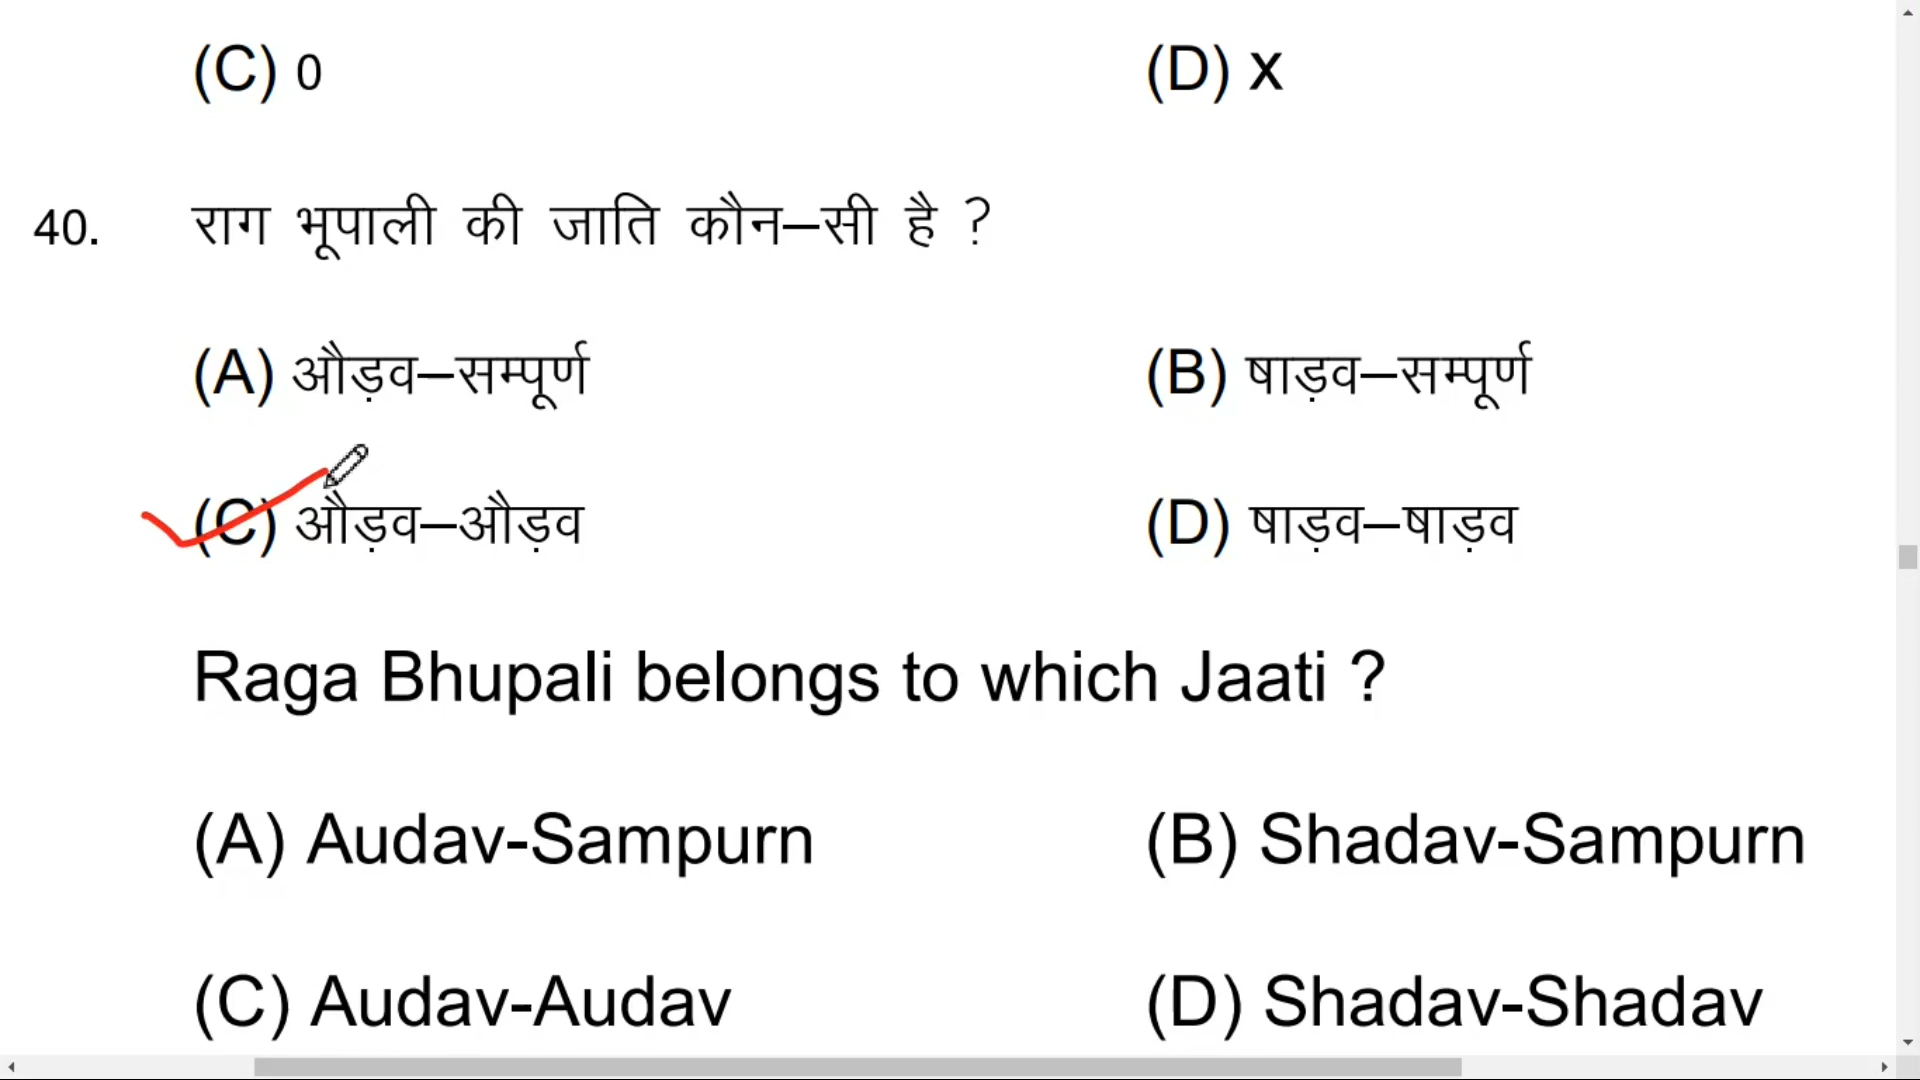 (C) 0 (D) x
40. राग भूपाली की जाति कौन–सी है ?
(A) औड़व–सम्पूर्ण (B) षाड़व–सम्पूर्ण
(C) औड़व–औड़व (D) षाड़व–षाड़व
Raga Bhupali belongs to which Jaati ?
(A) Audav-Sampurn (B) Shadav-Sampurn
(C) Audav-Audav (D) Shadav-Shadav